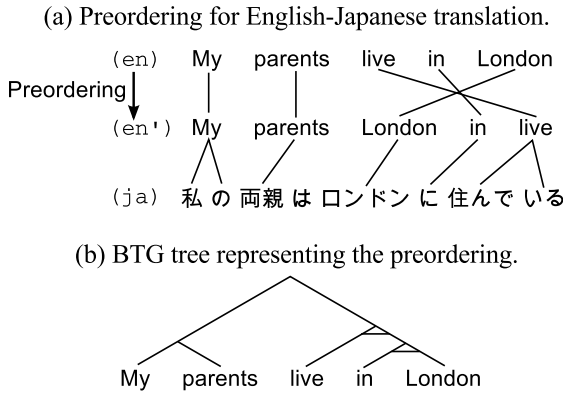 (a) Preordering for English-Japanese translation.
(en) My parents live in London
Preordering
(en') My parents London in live
(ja) 私 の 両親 は ロンドン に 住んで いる
(b) BTG tree representing the preordering.
My parents live in London